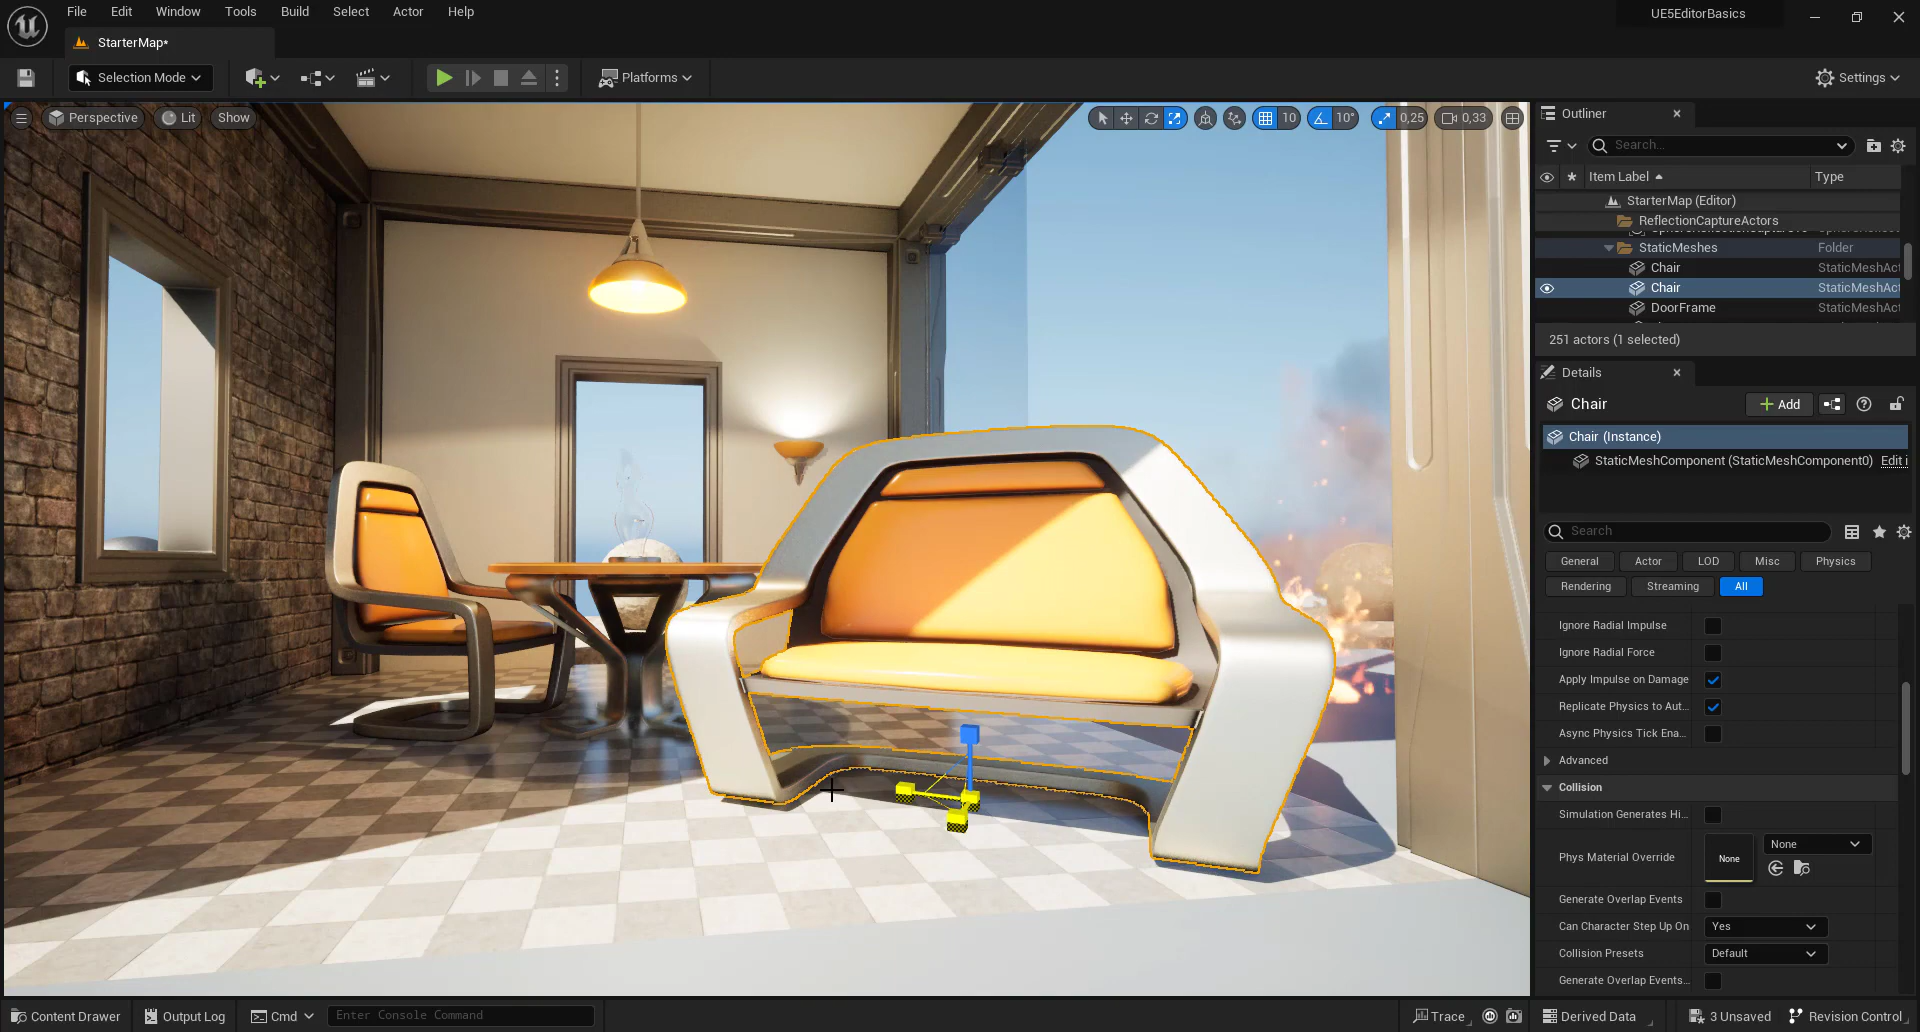 File Edit Window Tools Build Select Actor Help
UE5EditorBasics
StarterMap*
Selection Mode
Platforms
Settings
Perspective Lit Show
10 10° 0,25 0,33
Outliner
Search...
Item Label Type
StarterMap (Editor)
ReflectionCaptureActors
StaticMeshes Folder
Chair StaticMeshAct
Chair StaticMeshAct
DoorFrame StaticMeshAct
251 actors (1 selected)
Details
Chair
Add
Chair (Instance)
StaticMeshComponent (StaticMeshComponent0) Edit i
Search
General Actor LOD Misc Physics
Rendering Streaming All
Ignore Radial Impulse
Ignore Radial Force
Apply Impulse on Damage
Replicate Physics to Aut...
Async Physics Tick Ena...
Advanced
Collision
Simulation Generates Hi...
Phys Material Override None None
Generate Overlap Events
Can Character Step Up On Yes
Collision Presets Default
Generate Overlap Events...
Content Drawer Output Log Cmd Enter Console Command Trace Derived Data 3 Unsaved Revision Control